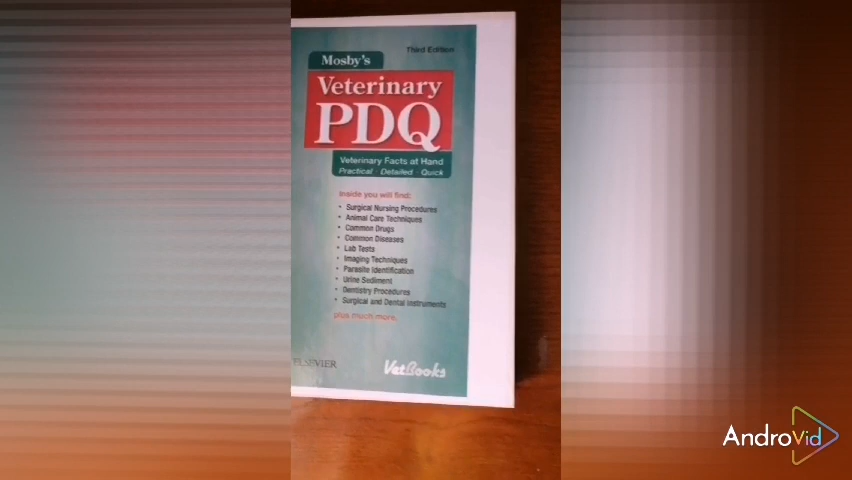 Third Edition
Mosby's
Veterinary
PDQ
Veterinary Facts at Hand
Practical · Detailed · Quick
Inside you will find:
• Surgical Nursing Procedures
• Animal Care Techniques
• Common Drugs
• Common Diseases
• Lab Tests
• Imaging Techniques
• Parasite Identification
• Urine Sediment
• Dentistry Procedures
• Surgical and Dental Instruments
plus much more.
ELSEVIER
VetBooks
AndroVid